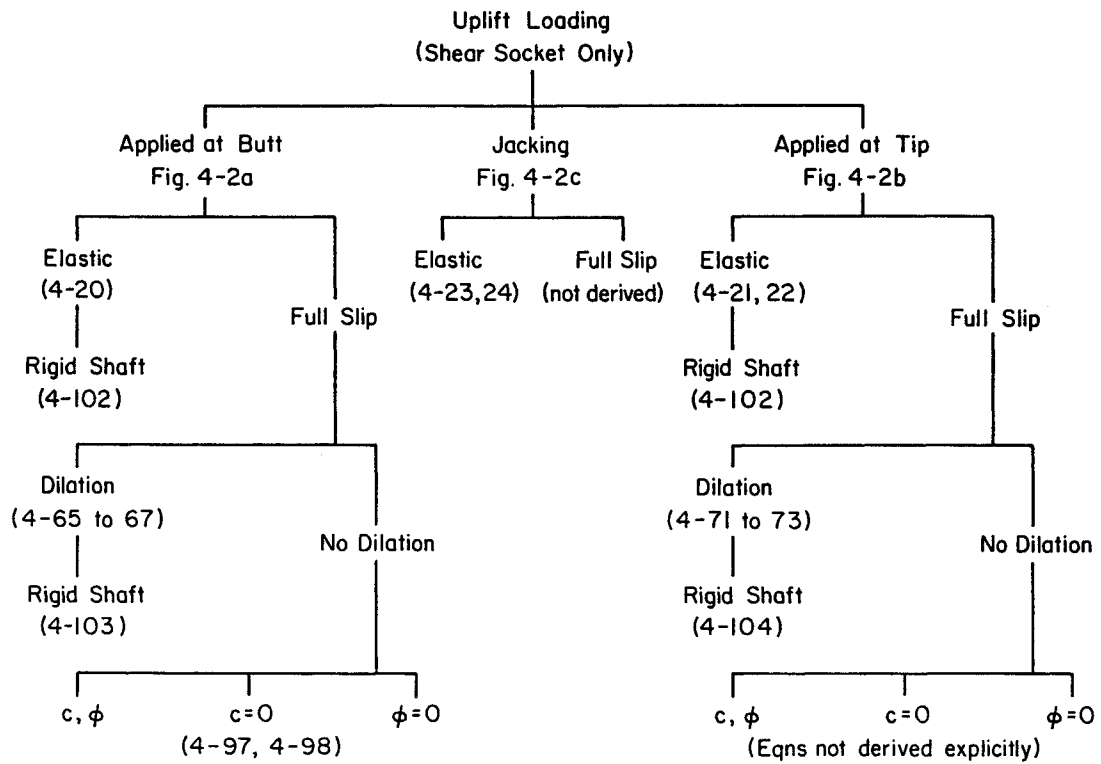 Uplift Loading
(Shear Socket Only)
Applied at Butt
Fig. 4-2a
Jacking
Fig. 4-2c
Applied at Tip
Fig. 4-2b
Elastic
(4-20)
Full Slip
Rigid Shaft
(4-102)
Elastic
(4-23,24)
Full Slip
(not derived)
Elastic
(4-21, 22)
Full Slip
Rigid Shaft
(4-102)
Dilation
(4-65 to 67)
No Dilation
Rigid Shaft
(4-103)
Dilation
(4-71 to 73)
No Dilation
Rigid Shaft
(4-104)
c, ϕ
c=0
ϕ=0
(4-97, 4-98)
c, ϕ
c=0
ϕ=0
(Eqns not derived explicitly)